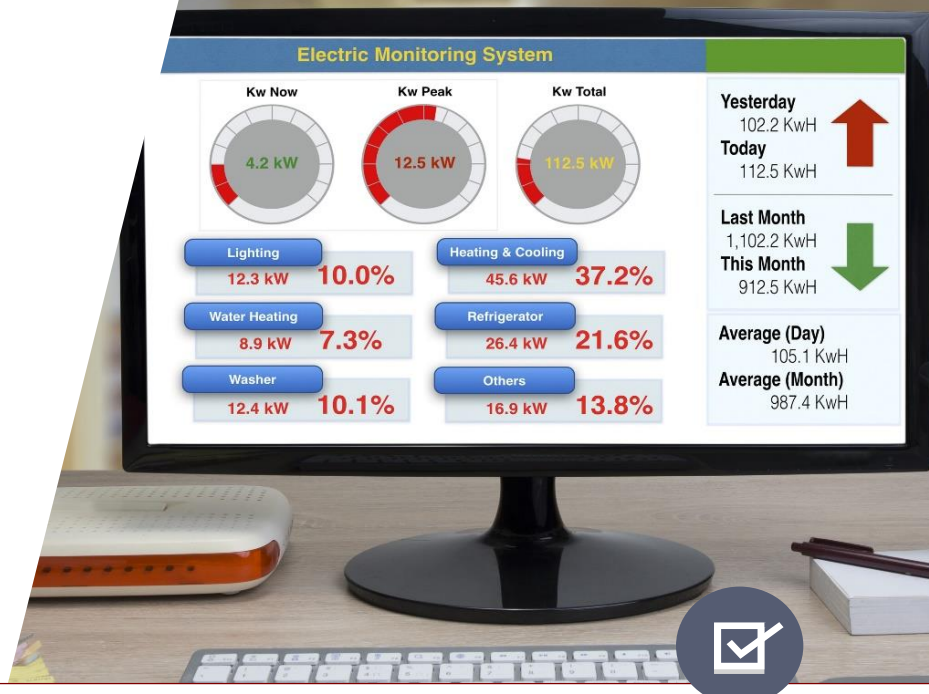 Electric Monitoring System
Kw Now
Kw Peak
Kw Total
4.2 kW
12.5 kW
112.5 kW
Lighting
12.3 kW 10.0%
Heating & Cooling
45.6 kW 37.2%
Water Heating
8.9 kW 7.3%
Refrigerator
26.4 kW 21.6%
Washer
12.4 kW 10.1%
Others
16.9 kW 13.8%
Yesterday
102.2 KwH
Today
112.5 KwH
Last Month
1,102.2 KwH
This Month
912.5 KwH
Average (Day)
105.1 KwH
Average (Month)
987.4 KwH